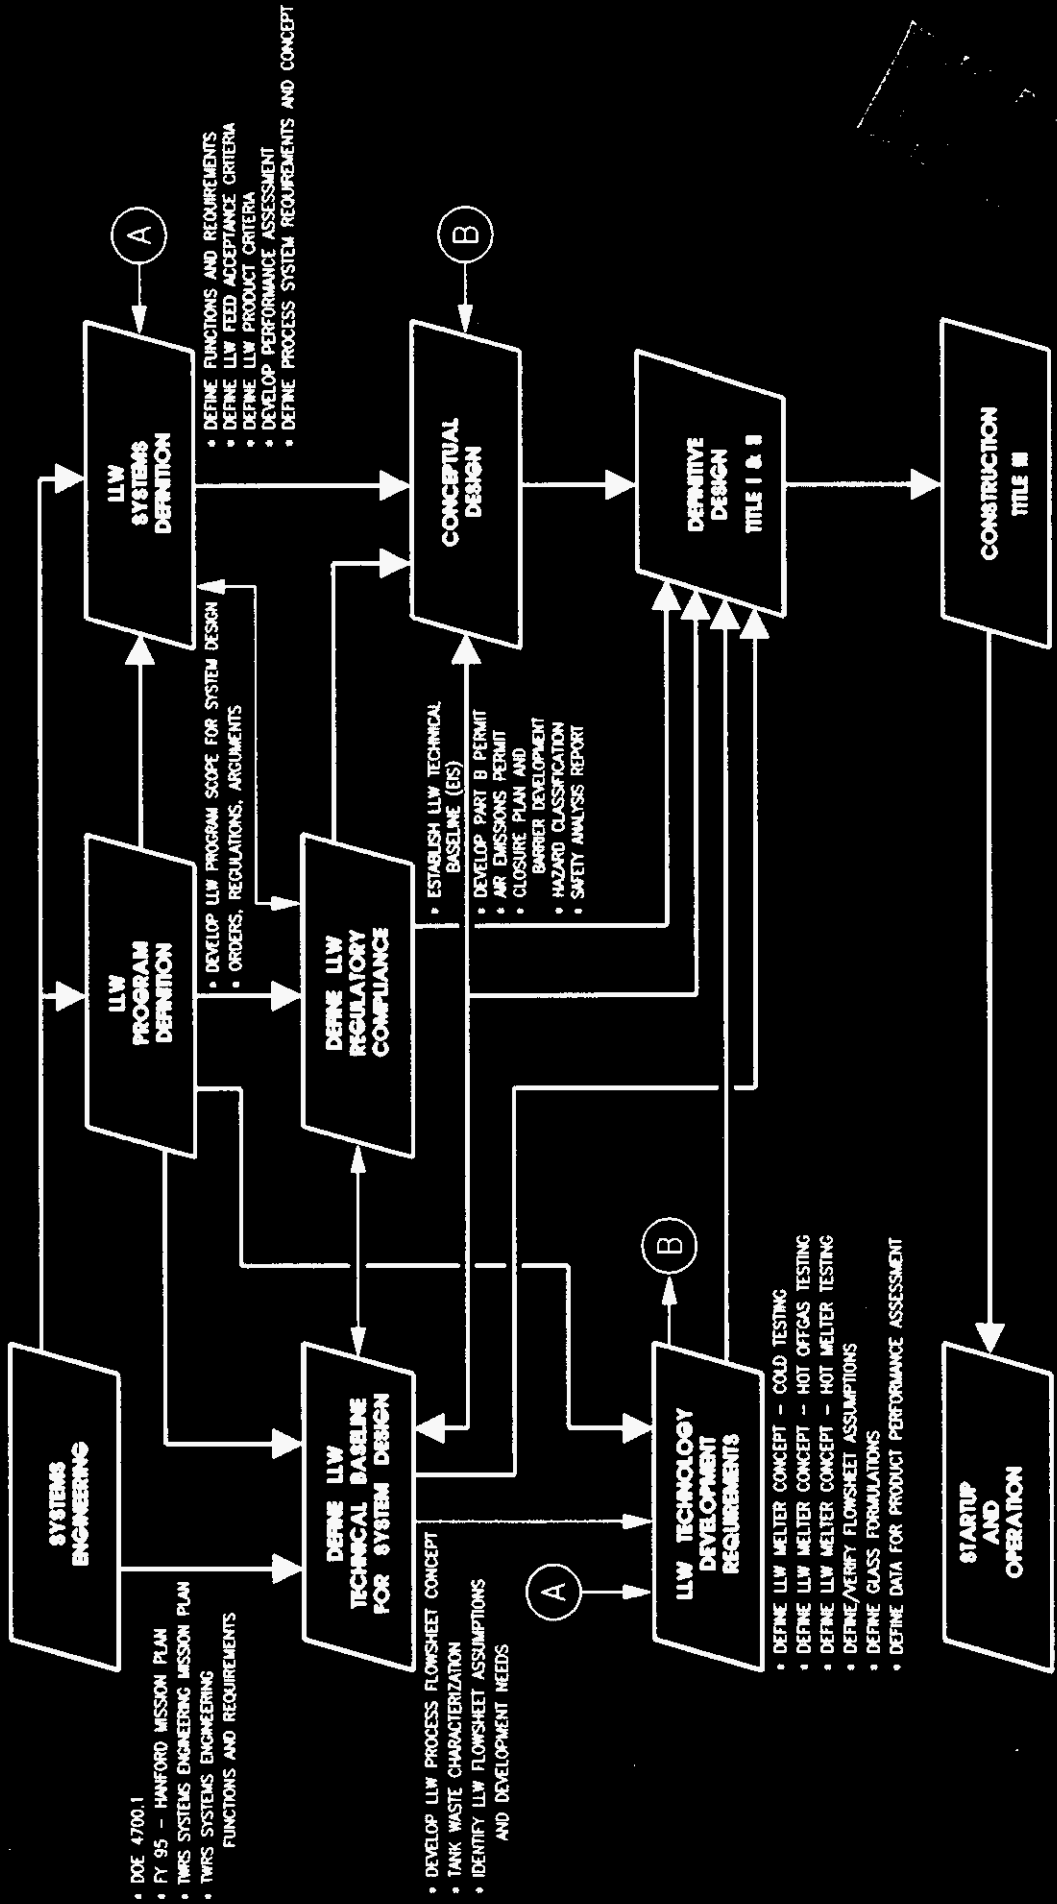 SYSTEMS
ENGINEERING
• DOE 4700.1
• FY 95 - HANFORD MISSION PLAN
• TWRS SYSTEMS ENGINEERING MISSION PLAN
• TWRS SYSTEMS ENGINEERING
FUNCTIONS AND REQUIREMENTS
LLW
PROGRAM
DEFINITION
• DEVELOP LLW PROGRAM SCOPE FOR SYSTEM DESIGN
• ORDERS, REGULATIONS, ARGUMENTS
LLW
SYSTEMS
DEFINITION
A
• DEFINE FUNCTIONS AND REQUIREMENTS
• DEFINE LLW FEED ACCEPTANCE CRITERIA
• DEFINE LLW PRODUCT CRITERIA
• DEVELOP PERFORMANCE ASSESSMENT
• DEFINE PROCESS SYSTEM REQUIREMENTS AND CONCEPT
DEFINE LLW
TECHNICAL BASELINE
FOR SYSTEM DESIGN
• DEVELOP LLW PROCESS FLOWSHEET CONCEPT
• TANK WASTE CHARACTERIZATION
• IDENTIFY LLW FLOWSHEET ASSUMPTIONS
AND DEVELOPMENT NEEDS
DEFINE LLW
REGULATORY
COMPLIANCE
• ESTABLISH LLW TECHNICAL
BASELINE (EIS)
• DEVELOP PART B PERMIT
• AIR EMISSIONS PERMIT
• CLOSURE PLAN AND
BARRIER DEVELOPMENT
• HAZARD CLASSIFICATION
• SAFETY ANALYSIS REPORT
CONCEPTUAL
DESIGN
B
A
LLW TECHNOLOGY
DEVELOPMENT
REQUIREMENTS
B
• DEFINE LLW MELTER CONCEPT - COLD TESTING
• DEFINE LLW MELTER CONCEPT - HOT OFFGAS TESTING
• DEFINE LLW MELTER CONCEPT - HOT MELTER TESTING
• DEFINE/VERIFY FLOWSHEET ASSUMPTIONS
• DEFINE GLASS FORMULATIONS
• DEFINE DATA FOR PRODUCT PERFORMANCE ASSESSMENT
DEFINITIVE
DESIGN
TITLE I & II
STARTUP
AND
OPERATION
CONSTRUCTION
TITLE III